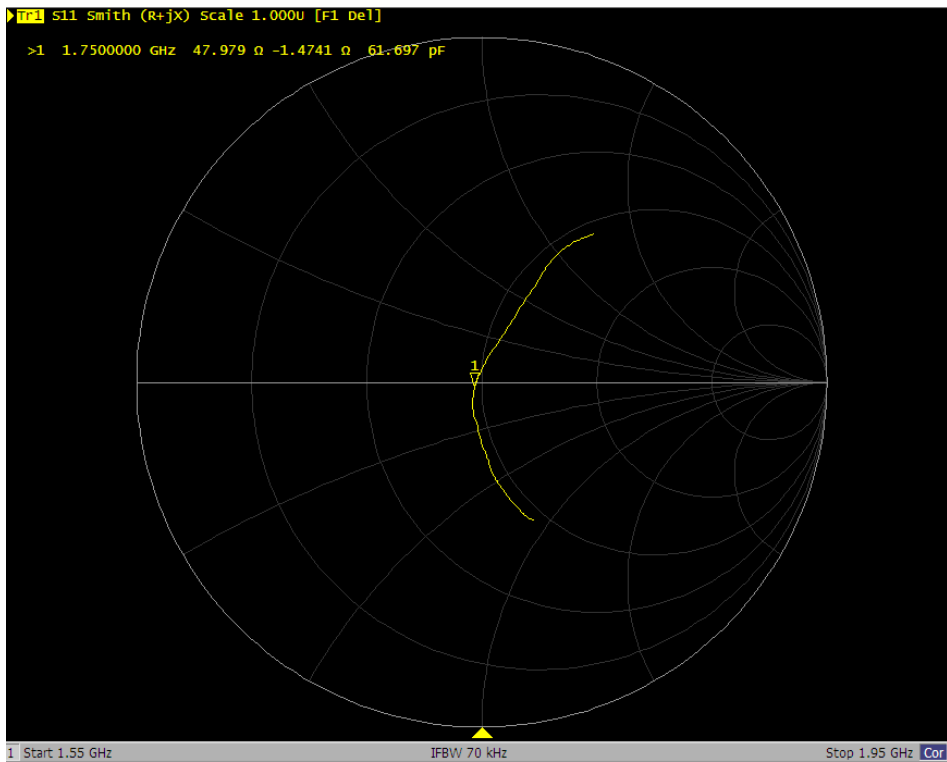 Tr1 S11 Smith (R+jX) Scale 1.000U [F1 Del]
>1 1.7500000 GHz 47.979 Ω -1.4741 Ω 61.697 pF
1
1 Start 1.55 GHz IFBW 70 kHz Stop 1.95 GHz Cor